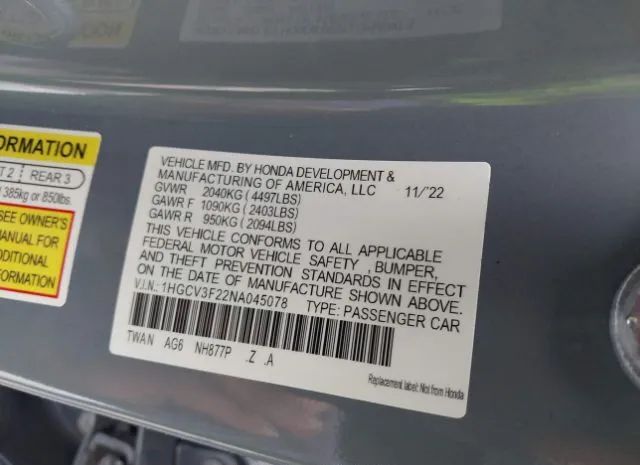 ORMATION
T 2 REAR 3
385kg or 850lbs.
SEE OWNER'S
MANUAL FOR
ADDITIONAL
INFORMATION
VEHICLE MFD. BY HONDA DEVELOPMENT &
MANUFACTURING OF AMERICA, LLC 11/'22
GVWR 2040KG (4497LBS)
GAWR F 1090KG (2403LBS)
GAWR R 950KG (2094LBS)
THIS VEHICLE CONFORMS TO ALL APPLICABLE
FEDERAL MOTOR VEHICLE SAFETY , BUMPER,
AND THEFT PREVENTION STANDARDS IN EFFECT
ON THE DATE OF MANUFACTURE SHOWN ABOVE.
V.I.N.: 1HGCV3F22NA045078 TYPE: PASSENGER CAR
TWAN AG6 NH877P .Z .A
Replacement label: Not from Honda